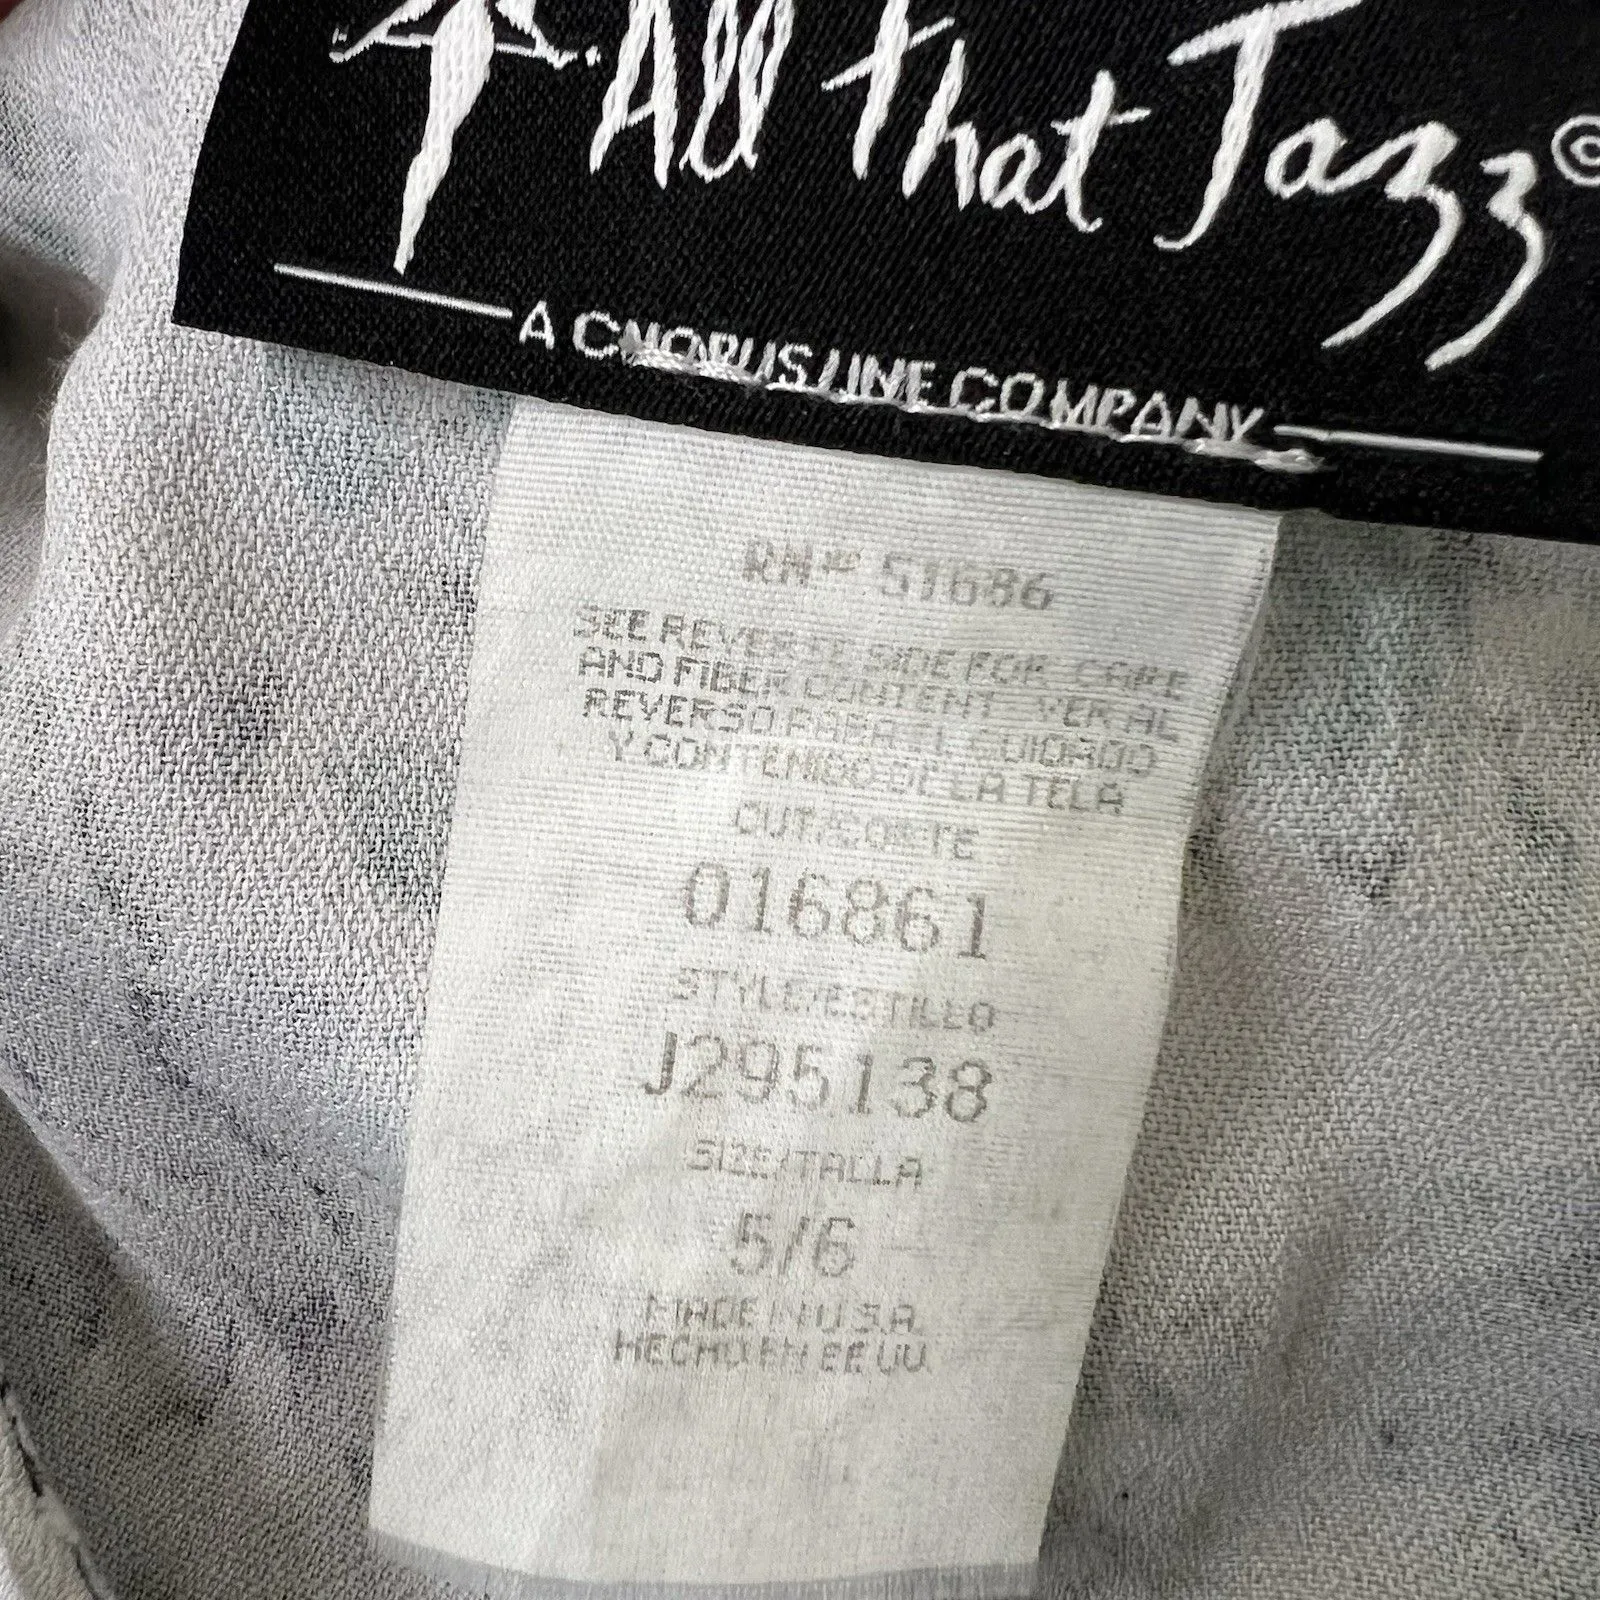 All that Jazz ©
A CHORUS LINE COMPANY
RN# 51686
SEE REVERSE SIDE FOR CARE
AND FIBER CONTENT VER AL
REVERSO PARA EL CUIDADO
Y CONTENIDO DE LA TELA
CUT/CORTE
016861
STYLE/ESTILLO
J295138
SIZE/TALLA
5/6
MADE IN U.S.A.
HECHO EN EE UU